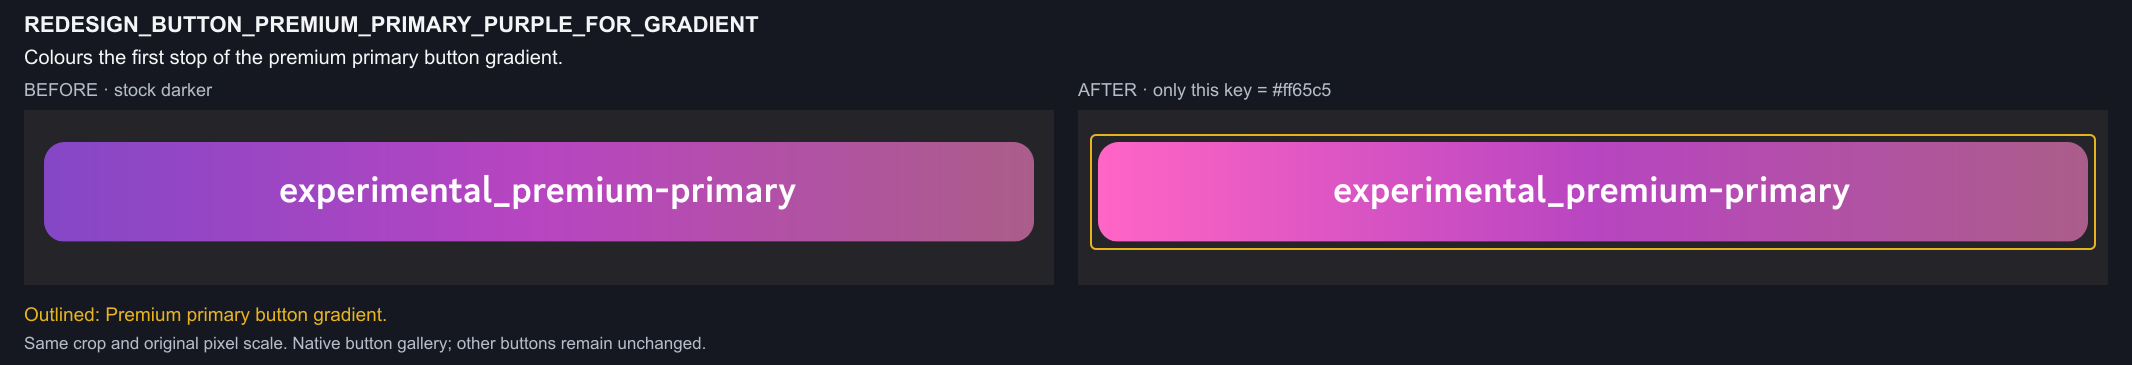 REDESIGN_BUTTON_PREMIUM_PRIMARY_PURPLE_FOR_GRADIENT
Colours the first stop of the premium primary button gradient.
BEFORE · stock darker
AFTER · only this key = #ff65c5
experimental_premium-primary
experimental_premium-primary
Outlined: Premium primary button gradient.
Same crop and original pixel scale. Native button gallery; other buttons remain unchanged.